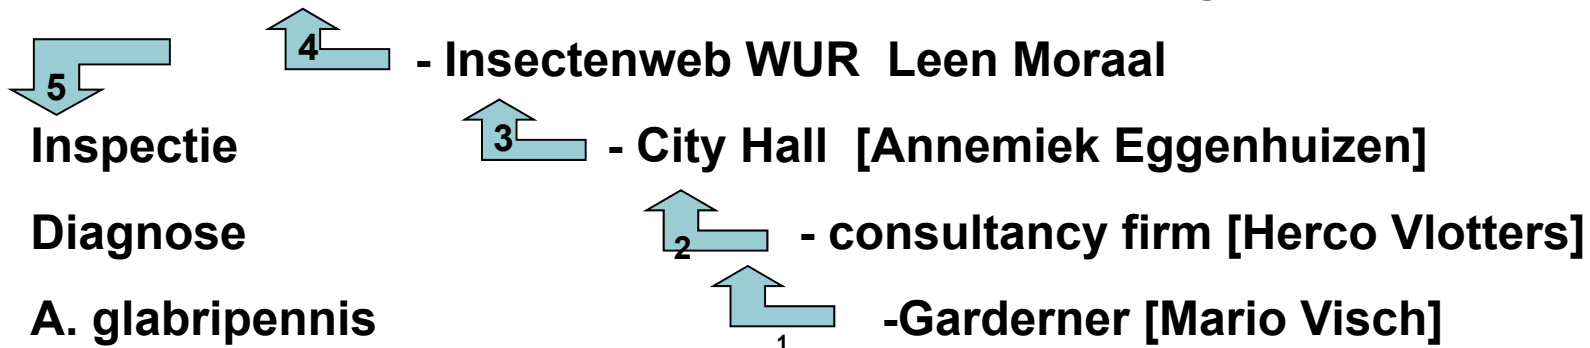 4 - Insectenweb WUR Leen Moraal
5
Inspectie 3 - City Hall [Annemiek Eggenhuizen]
Diagnose 2 - consultancy firm [Herco Vlotters]
A. glabripennis 1 -Garderner [Mario Visch]